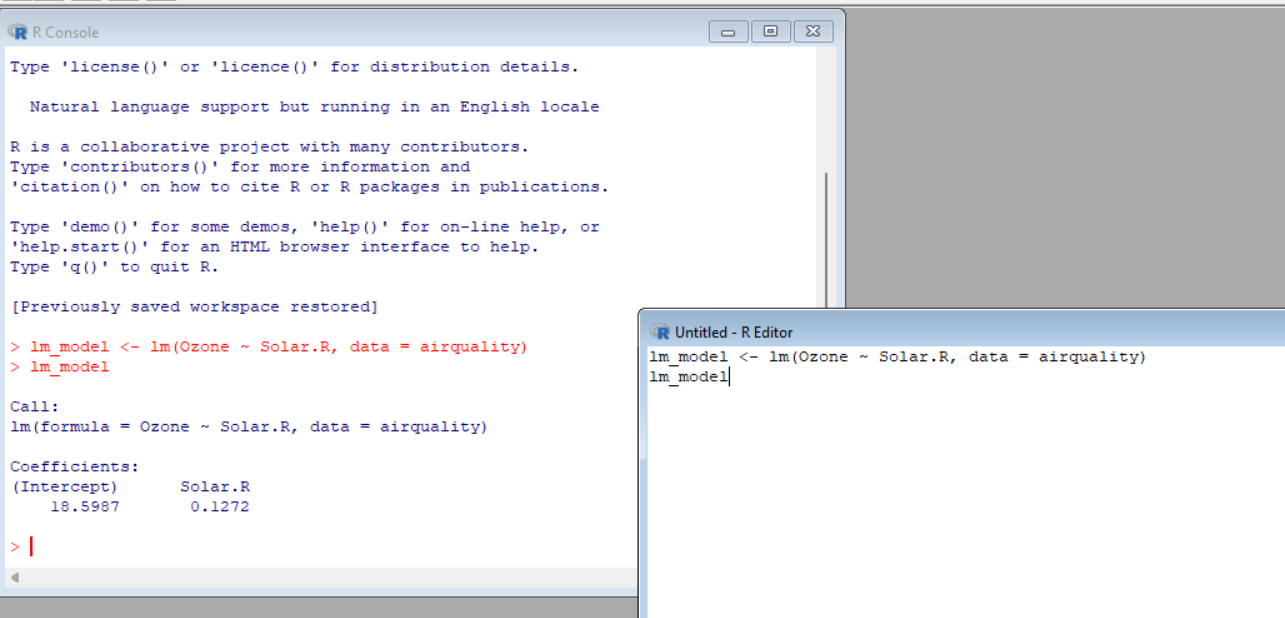 R Console
Type 'license()' or 'licence()' for distribution details.
  Natural language support but running in an English locale
R is a collaborative project with many contributors.
Type 'contributors()' for more information and
'citation()' on how to cite R or R packages in publications.
Type 'demo()' for some demos, 'help()' for on-line help, or
'help.start()' for an HTML browser interface to help.
Type 'q()' to quit R.
[Previously saved workspace restored]
> lm_model <- lm(Ozone ~ Solar.R, data = airquality)
> lm_model
Call:
lm(formula = Ozone ~ Solar.R, data = airquality)
Coefficients:
(Intercept)      Solar.R
    18.5987       0.1272
>
Untitled - R Editor
lm_model <- lm(Ozone ~ Solar.R, data = airquality)
lm_model